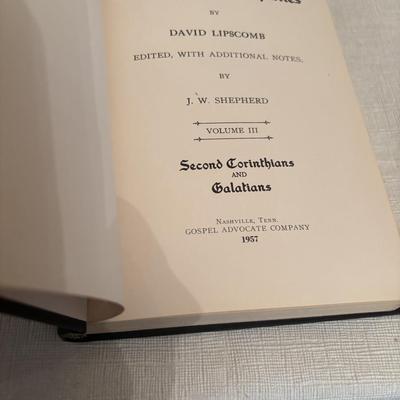 BY
DAVID LIPSCOMB
EDITED, WITH ADDITIONAL NOTES,
BY
J. W. SHEPHERD
VOLUME III
Second Corinthians
AND
Galatians
NASHVILLE, TENN.
GOSPEL ADVOCATE COMPANY
1957